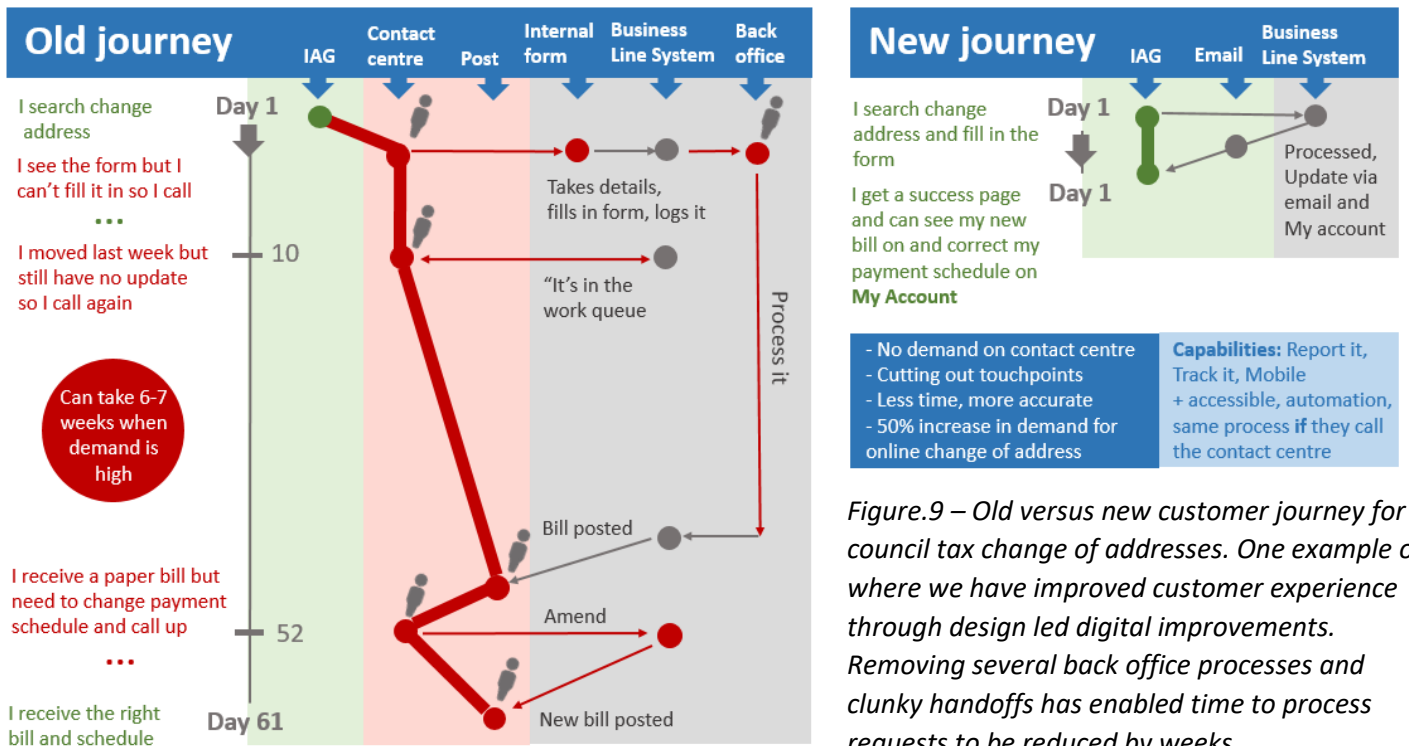 Old journey
IAG
Contact
centre
Post
Internal
form
Business
Line System
Back
office
I search change
address
Day 1
I see the form but I
can't fill it in so I call
...
Takes details,
fills in form, logs it
I moved last week but
still have no update
so I call again
10
"It's in the
work queue
Process it
Can take 6-7
weeks when
demand is
high
Bill posted
I receive a paper bill but
need to change payment
schedule and call up
52
Amend
...
I receive the right
bill and schedule
Day 61
New bill posted
New journey
IAG
Email
Business
Line System
I search change
address and fill in the
form
Day 1
Day 1
Processed,
Update via
email and
My account
I get a success page
and can see my new
bill on and correct my
payment schedule on
My Account
- No demand on contact centre
- Cutting out touchpoints
- Less time, more accurate
- 50% increase in demand for
online change of address
Capabilities: Report it,
Track it, Mobile
+ accessible, automation,
same process if they call
the contact centre
Figure.9 – Old versus new customer journey for
council tax change of addresses. One example o
where we have improved customer experience
through design led digital improvements.
Removing several back office processes and
clunky handoffs has enabled time to process
requests to be reduced by weeks